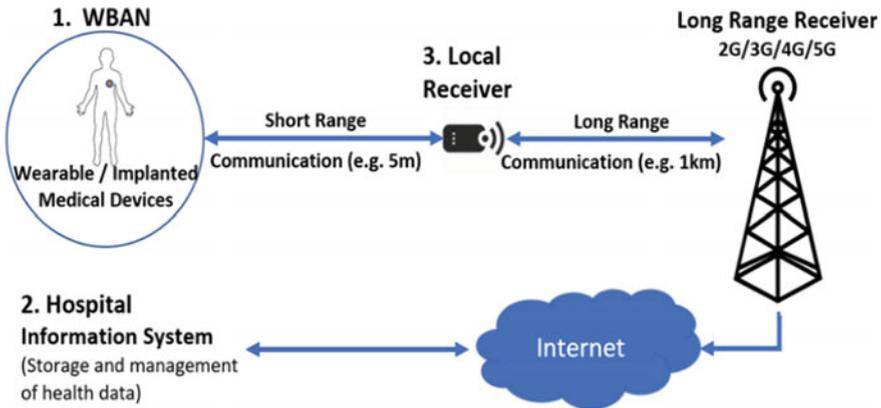 1. WBAN
Wearable / Implanted
Medical Devices
Short Range
Communication (e.g. 5m)
3. Local
Receiver
Long Range
Communication (e.g. 1km)
Long Range Receiver
2G/3G/4G/5G
2. Hospital
Information System
(Storage and management
of health data)
Internet